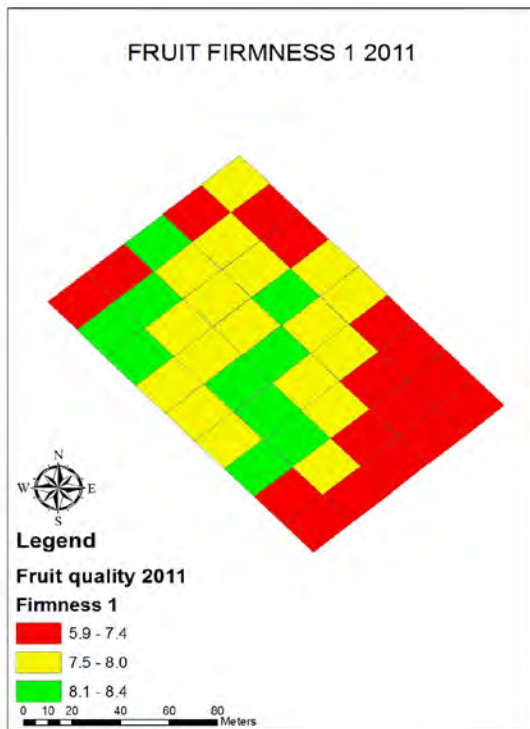 FRUIT FIRMNESS 1 2011
N
W E
S
Legend
Fruit quality 2011
Firmness 1
5.9 - 7.4
7.5 - 8.0
8.1 - 8.4
0 10 20 40 60 80
Meters